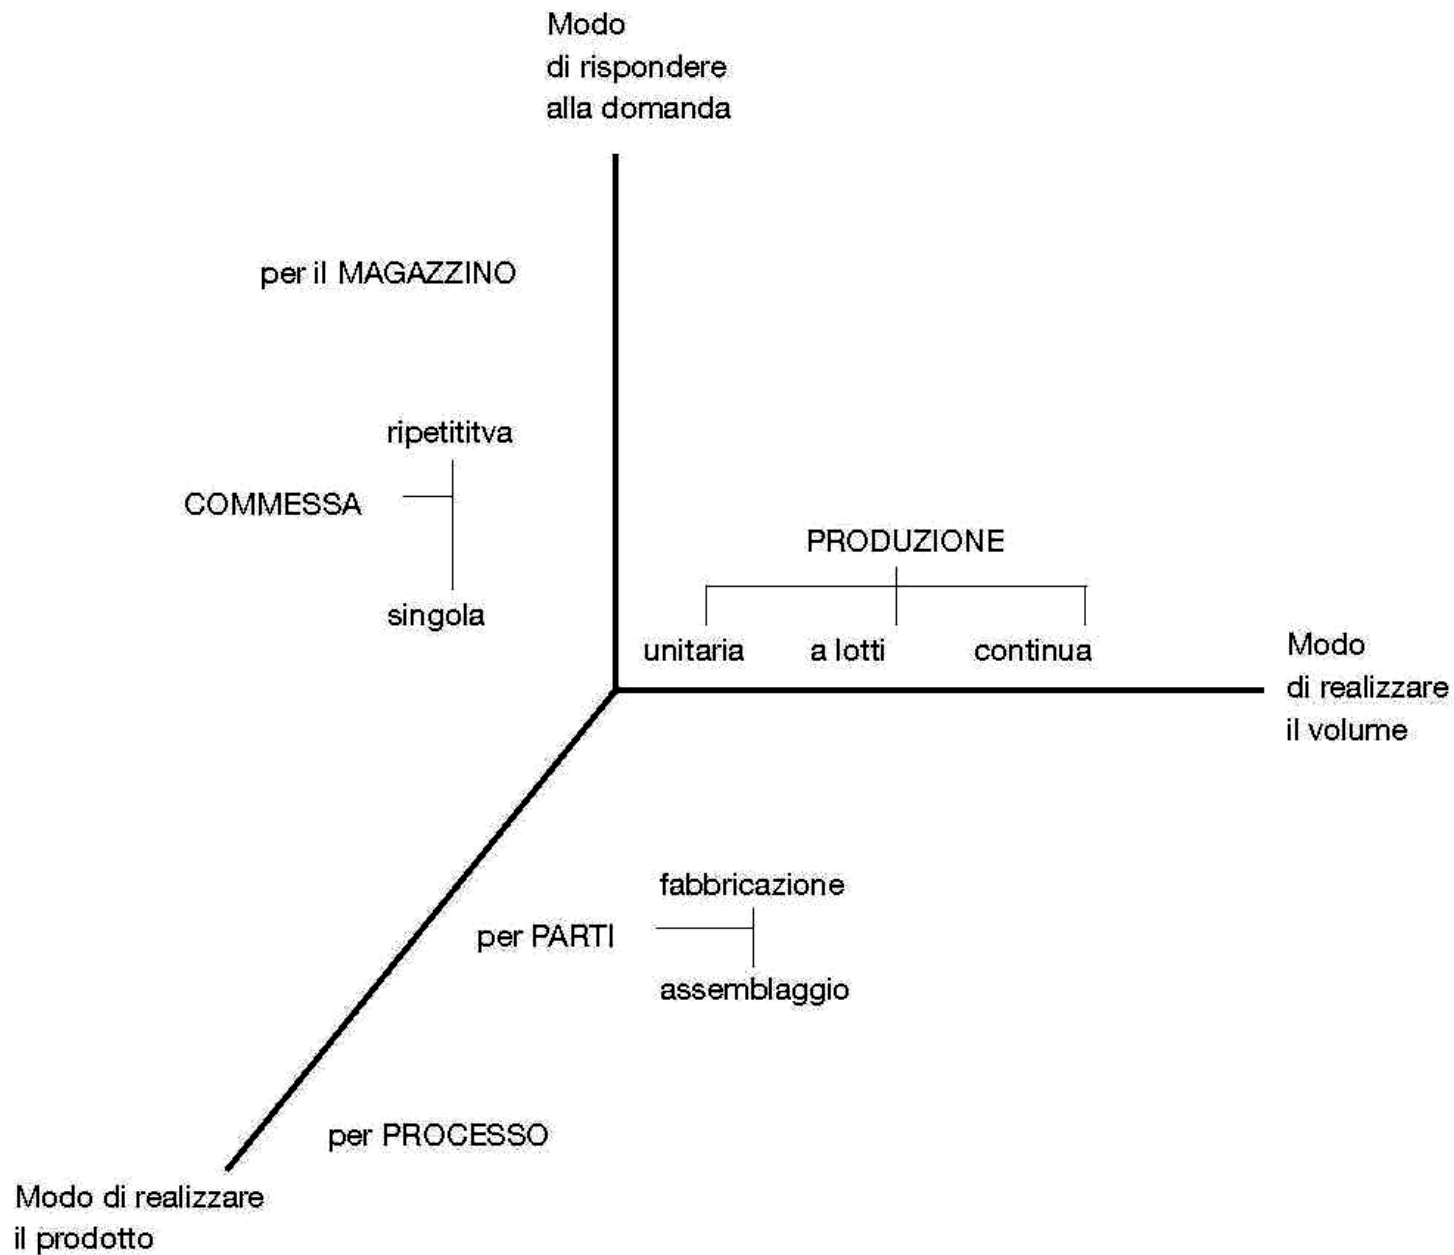 Modo
di rispondere
alla domanda
per il MAGAZZINO
ripetititva
COMMESSA
singola
PRODUZIONE
unitaria a lotti continua
Modo
di realizzare
il volume
fabbricazione
per PARTI
assemblaggio
per PROCESSO
Modo di realizzare
il prodotto